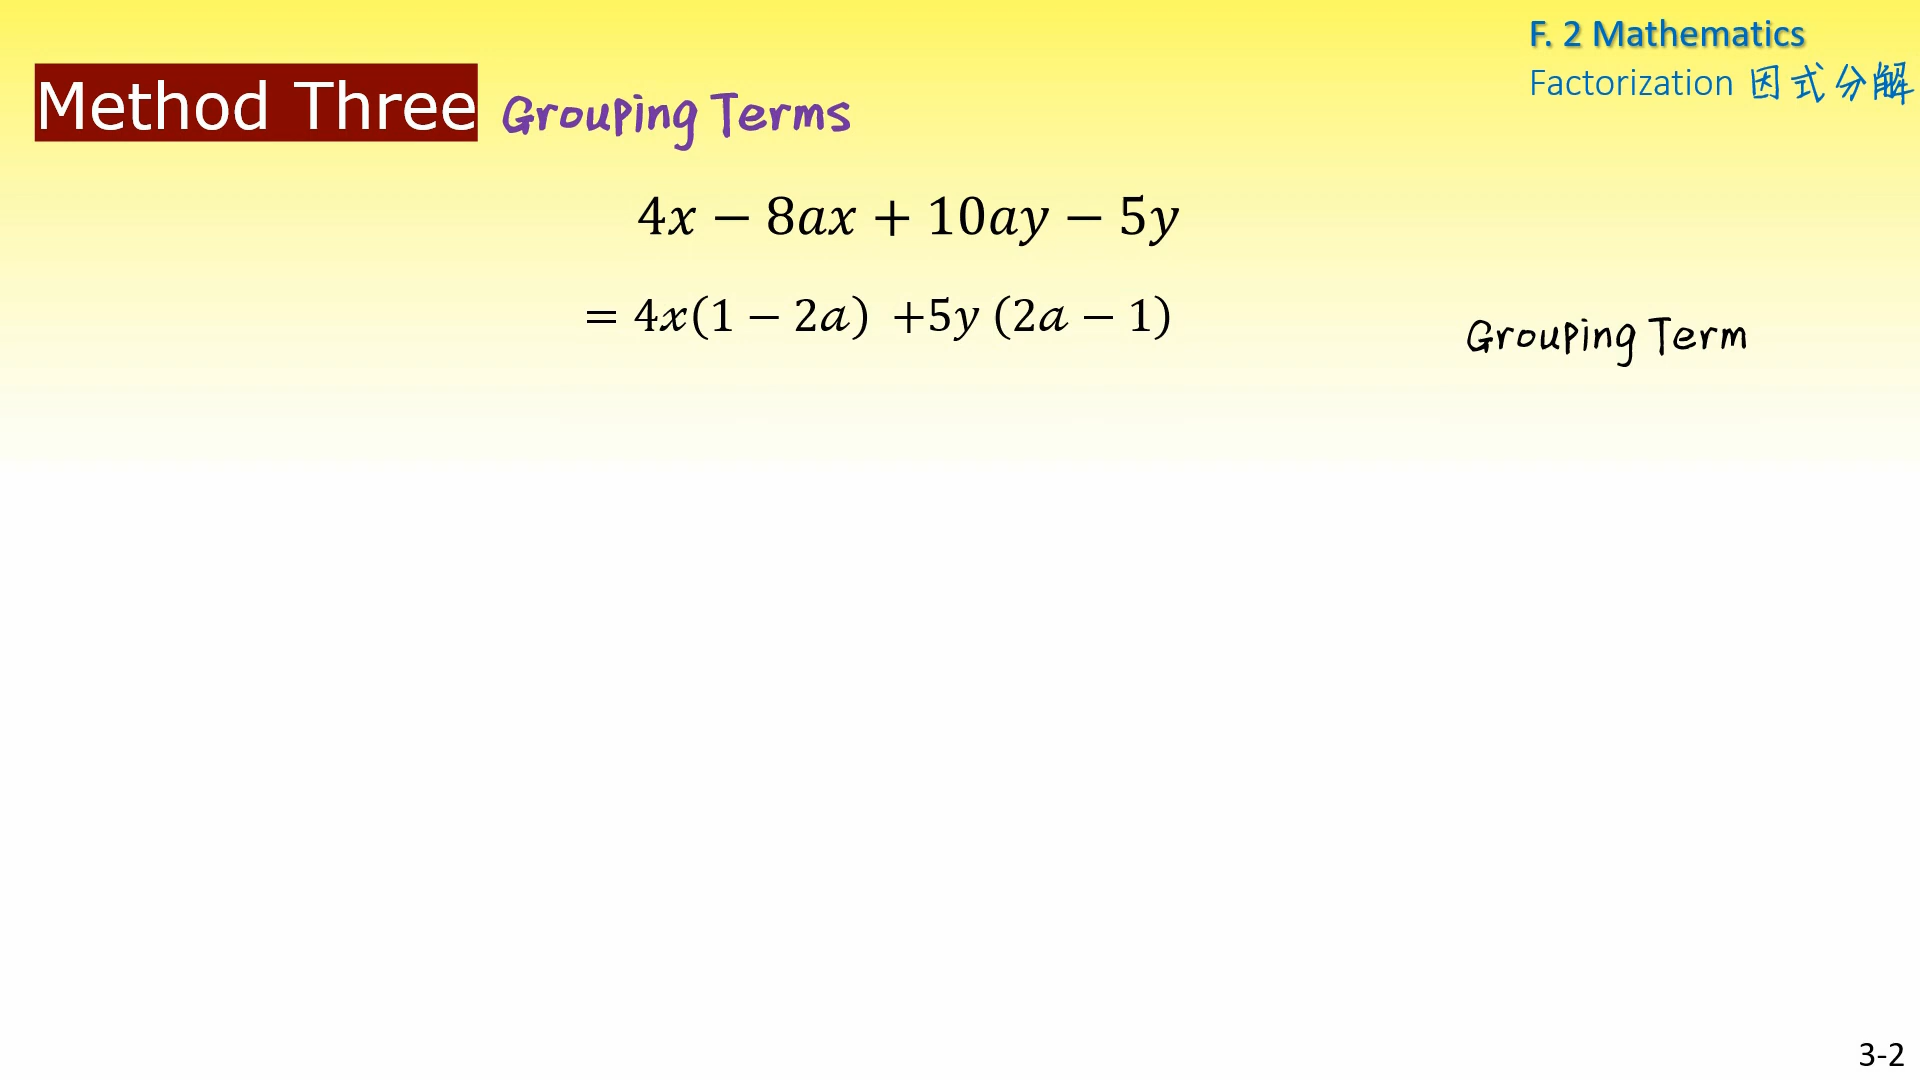 F. 2 Mathematics
Factorization 因式分解
Method Three Grouping Terms
4x − 8ax + 10ay − 5y
= 4x(1 − 2a) +5y (2a − 1)
Grouping Term
3-2